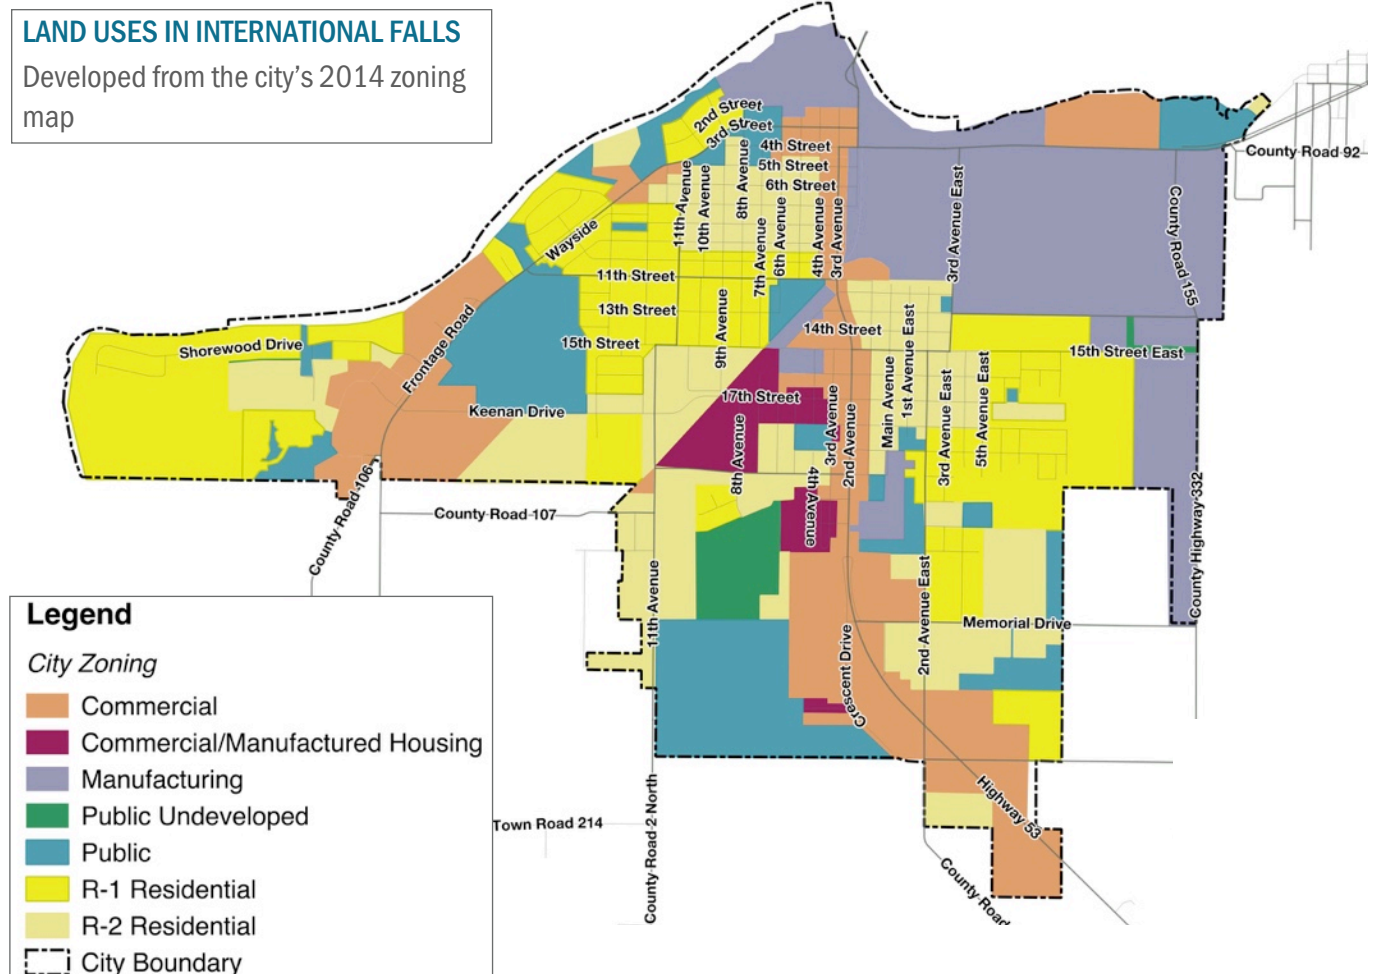 LAND USES IN INTERNATIONAL FALLS
Developed from the city's 2014 zoning
map
2nd Street
3rd Street
4th Street
5th Street
6th Street
County Road 92
11th Avenue
10th Avenue
8th Avenue
7th Avenue
6th Avenue
4th Avenue
3rd Avenue
3rd Avenue East
County Road 155
Wayside
11th Street
13th Street
15th Street
9th Avenue
14th Street
1st Avenue East
15th Street East
Shorewood Drive
Frontage Road
Keenan Drive
17th Street
8th Avenue
3rd Avenue
2nd Avenue
Main Avenue
3rd Avenue East
5th Avenue East
4th Avenue
County Road 106
County Road 107
County Highway 332
11th Avenue
2nd Avenue East
Memorial Drive
Crescent Drive
Highway 53
Town Road 214
County Road 2 North
County Road
Legend
City Zoning
Commercial
Commercial/Manufactured Housing
Manufacturing
Public Undeveloped
Public
R-1 Residential
R-2 Residential
City Boundary